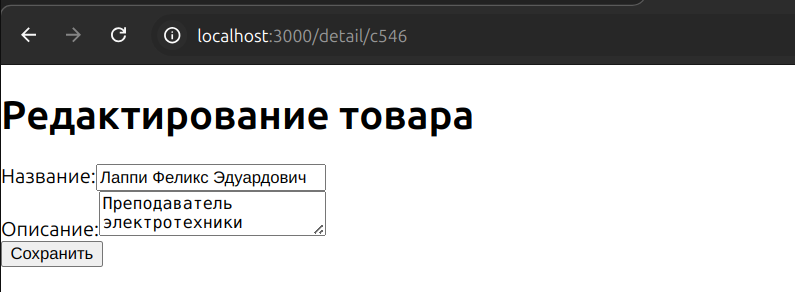 localhost:3000/detail/c546
Редактирование товара
Название: Лаппи Феликс Эдуардович
Описание: Преподаватель
электротехники
Сохранить